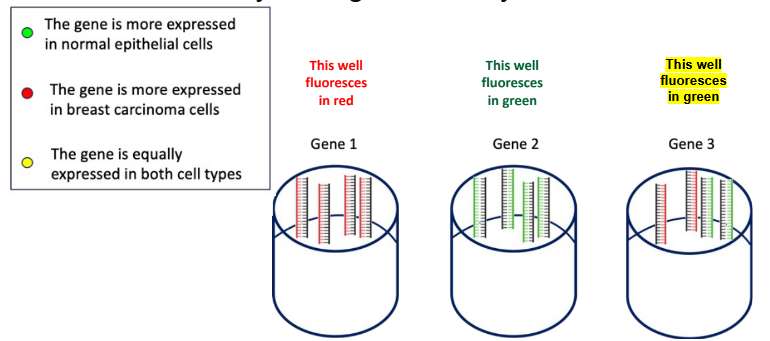 The gene is more expressed
in normal epithelial cells
The gene is more expressed
in breast carcinoma cells
The gene is equally
expressed in both cell types
This well
fluoresces
in red
This well
fluoresces
in green
This well
fluoresces
in green
Gene 1
Gene 2
Gene 3